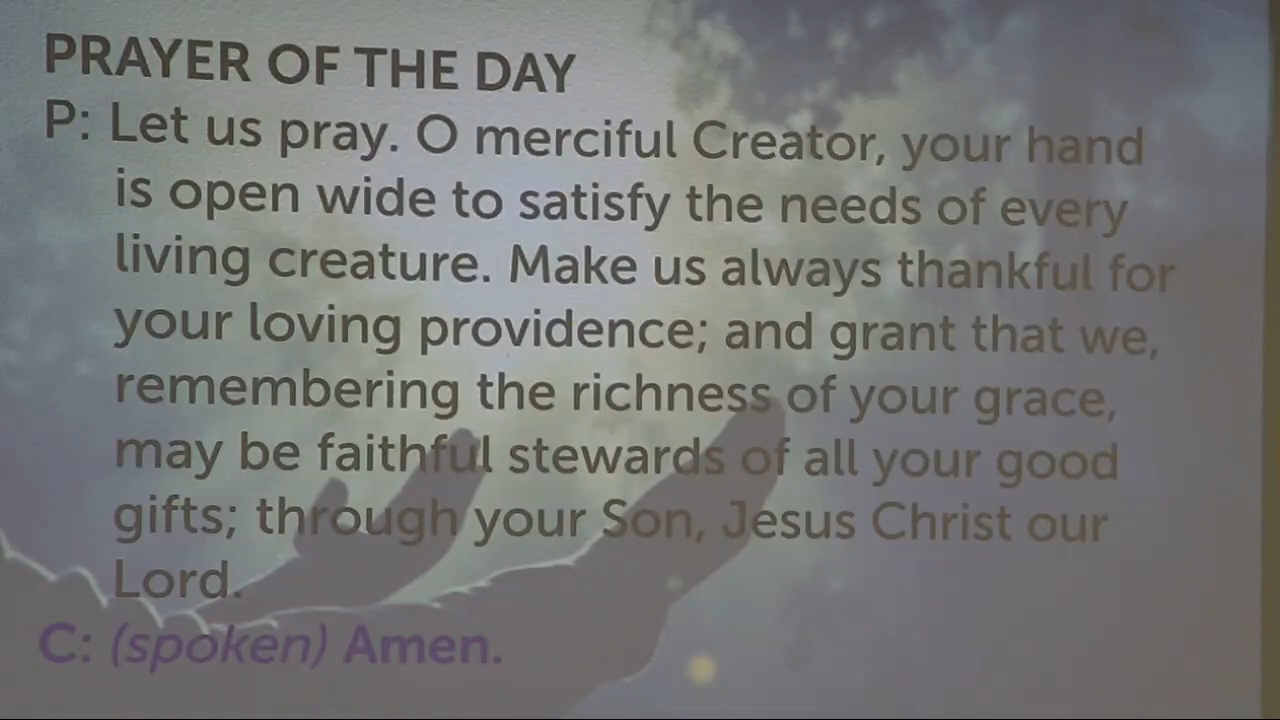 PRAYER OF THE DAY
P: Let us pray. O merciful Creator, your hand
is open wide to satisfy the needs of every
living creature. Make us always thankful for
your loving providence; and grant that we,
remembering the richness of your grace,
may be faithful stewards of all your good
gifts; through your Son, Jesus Christ our
Lord.
C: (spoken) Amen.